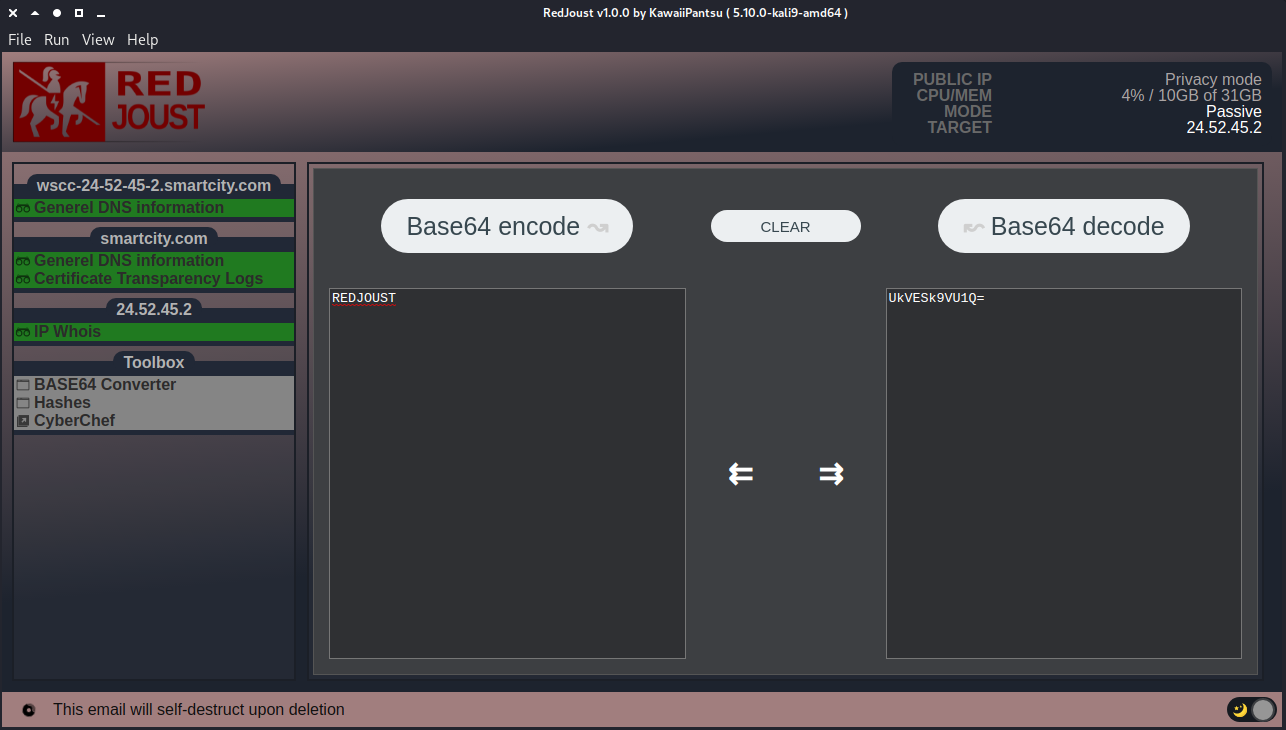 RedJoust v1.0.0 by KawaiiPantsu ( 5.10.0-kali9-amd64 )
File Run View Help
RED
JOUST
PUBLIC IP Privacy mode
CPU/MEM 4% / 10GB of 31GB
MODE Passive
TARGET 24.52.45.2
wscc-24-52-45-2.smartcity.com
Generel DNS information
smartcity.com
Generel DNS information
Certificate Transparency Logs
24.52.45.2
IP Whois
Toolbox
BASE64 Converter
Hashes
CyberChef
Base64 encode CLEAR Base64 decode
REDJOUST UkVESk9VU1Q=
This email will self-destruct upon deletion